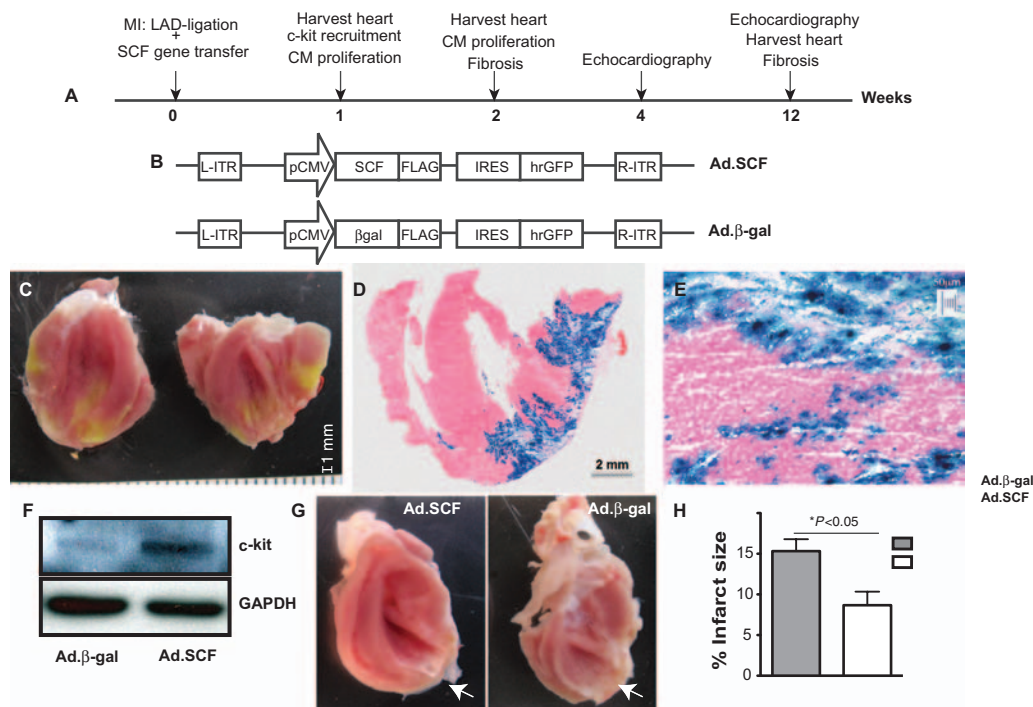 MI: LAD-ligation
+
SCF gene transfer
Harvest heart
c-kit recruitment
CM proliferation
Harvest heart
CM proliferation
Fibrosis
Echocardiography
Echocardiography
Harvest heart
Fibrosis
A
Weeks
0 1 2 4 12
B
L-ITR pCMV SCF FLAG IRES hrGFP R-ITR Ad.SCF
L-ITR pCMV βgal FLAG IRES hrGFP R-ITR Ad.β-gal
C
1 mm
D
2 mm
E
50μm
F
c-kit
GAPDH
Ad.β-gal Ad.SCF
G
Ad.SCF
Ad.β-gal
H
*P<0.05
% Infarct size
15
10
5
0
Ad.β-gal
Ad.SCF